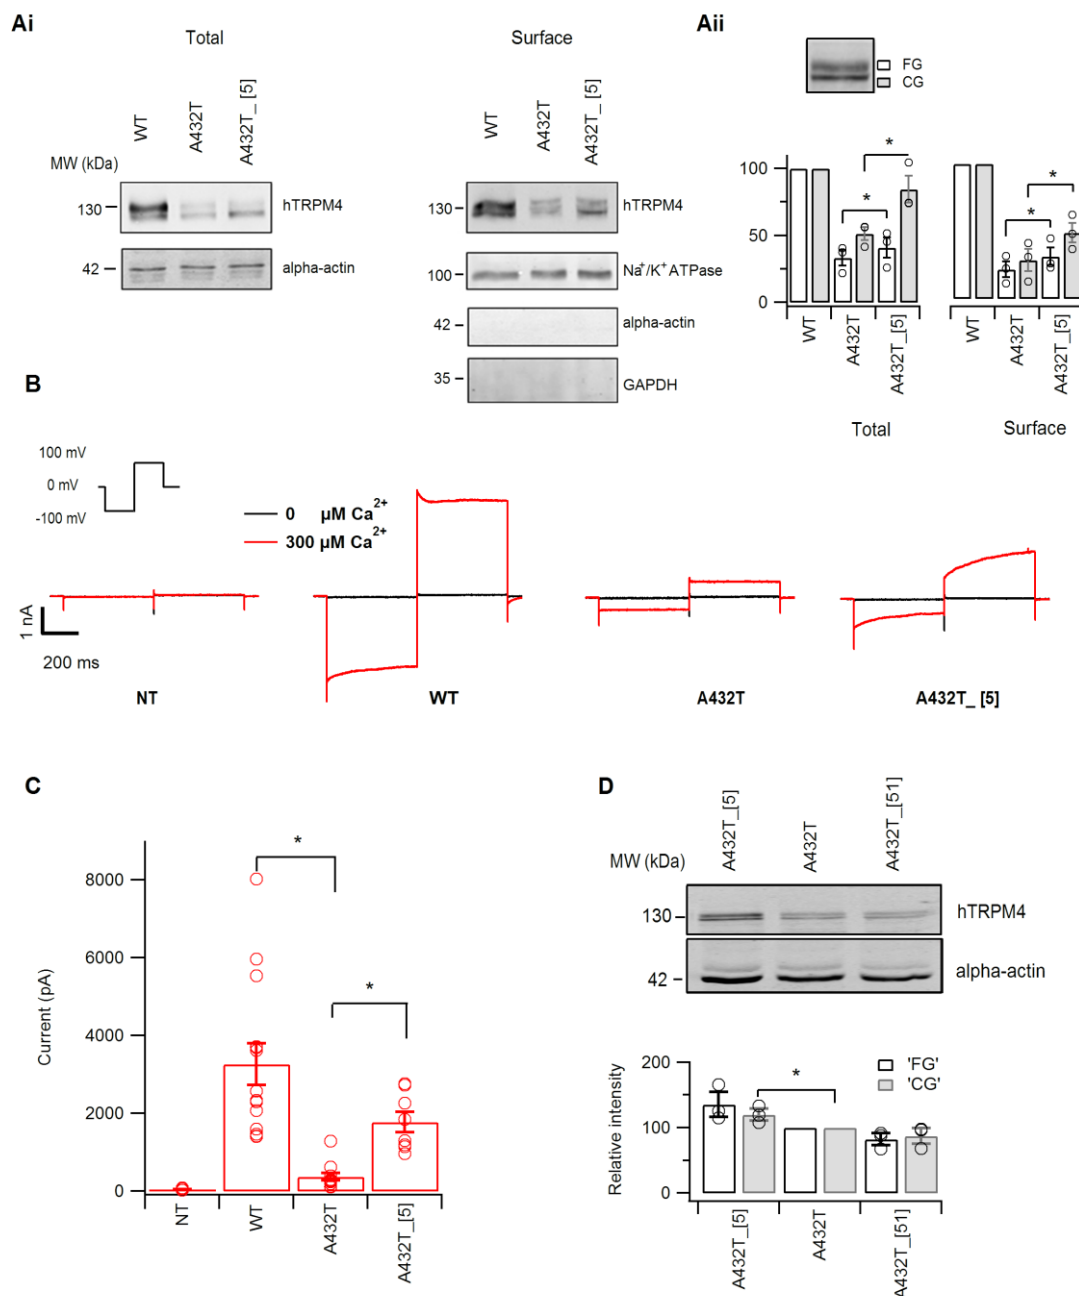 Ai
Total
Surface
Aii
FG
CG
WT
A432T
A432T_[5]
MW (kDa)
130
hTRPM4
42
alpha-actin
WT
A432T
A432T_[5]
130
hTRPM4
100
Na+/K+ ATPase
42
alpha-actin
35
GAPDH
*
*
100
50
0
WT
A432T
A432T_[5]
Total
*
*
WT
A432T
A432T_[5]
Surface
B
100 mV
0 mV
-100 mV
0 µM Ca2+
300 µM Ca2+
1 nA
200 ms
NT
WT
A432T
A432T_ [5]
C
*
*
Current (pA)
8000
6000
4000
2000
0
NT
WT
A432T
A432T_[5]
D
A432T_[5]
A432T
A432T_[51]
MW (kDa)
130
hTRPM4
42
alpha-actin
'FG'
'CG'
*
Relative intensity
200
100
0
A432T_[5]
A432T
A432T_[51]